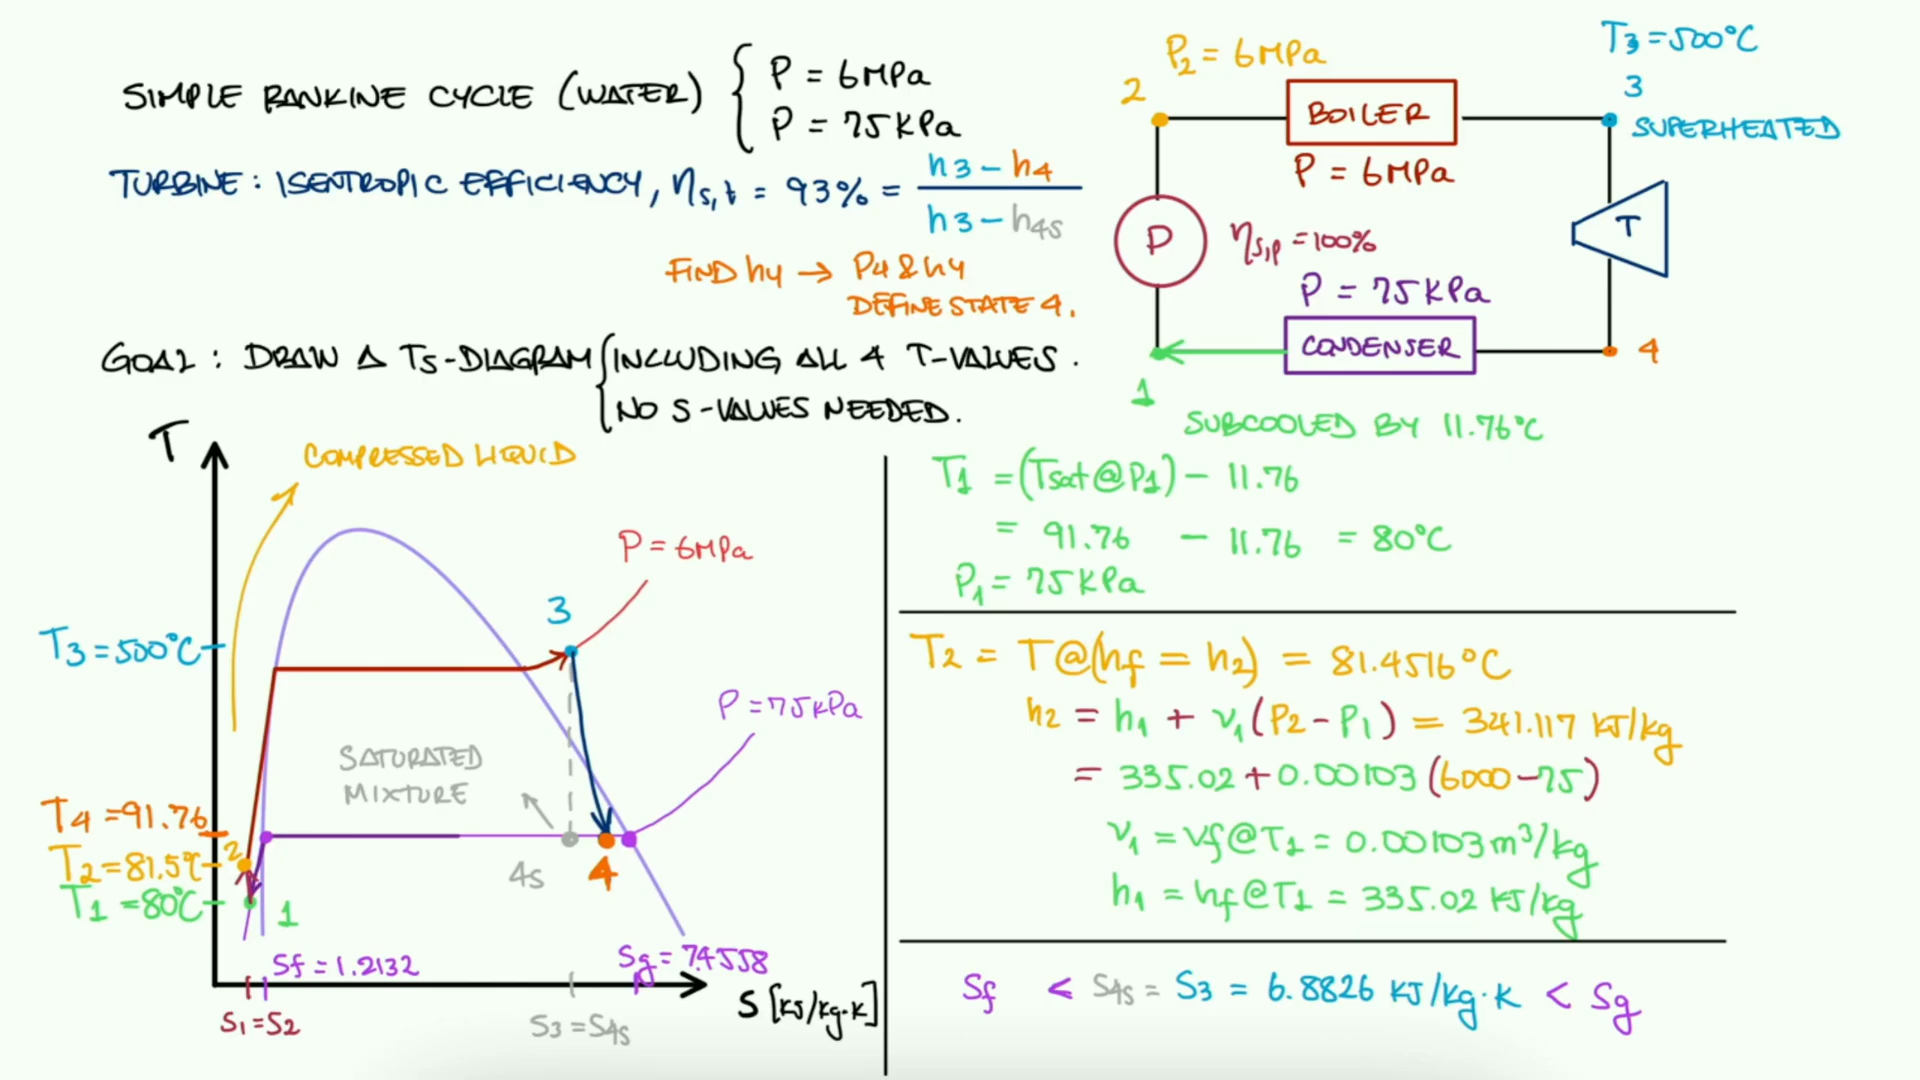 SIMPLE RANKINE CYCLE (WATER) { P = 6MPa
P = 75KPa
TURBINE: ISENTROPIC EFFICIENCY, ηs,t = 93% = h3 - h4
h3 - h4s
FIND h4 → P4 & h4
DEFINE STATE 4.
GOAL: DRAW A TS-DIAGRAM { INCLUDING ALL 4 T-VALUES.
NO S-VALUES NEEDED.
P2 = 6MPa
T3 = 500°C
2
3
BOILER
SUPERHEATED
P = 6MPa
P
ηs,p = 100%
T
P = 75KPa
CONDENSER
4
1
SUBCOOLED BY 11.76°C
T
COMPRESSED LIQUID
P = 6MPa
3
T3 = 500°C
P = 75KPa
SATURATED
MIXTURE
T4 = 91.76
2
T2 = 81.5°C
4s
4
T1 = 80°C
1
Sf = 1.2132
Sg = 7.4558
S [KJ/kg·K]
S1 = S2
S3 = S4s
T1 = (Tsat@P1) - 11.76
= 91.76 - 11.76 = 80°C
P1 = 75KPa
T2 = T@(hf = h2) = 81.4516°C
h2 = h1 + v1(P2 - P1) = 341.117 KJ/kg
= 335.02 + 0.00103(6000 - 75)
v1 = vf@T1 = 0.00103m³/kg
h1 = hf@T1 = 335.02 KJ/kg
Sf < S4s = S3 = 6.8826 KJ/kg·K < Sg